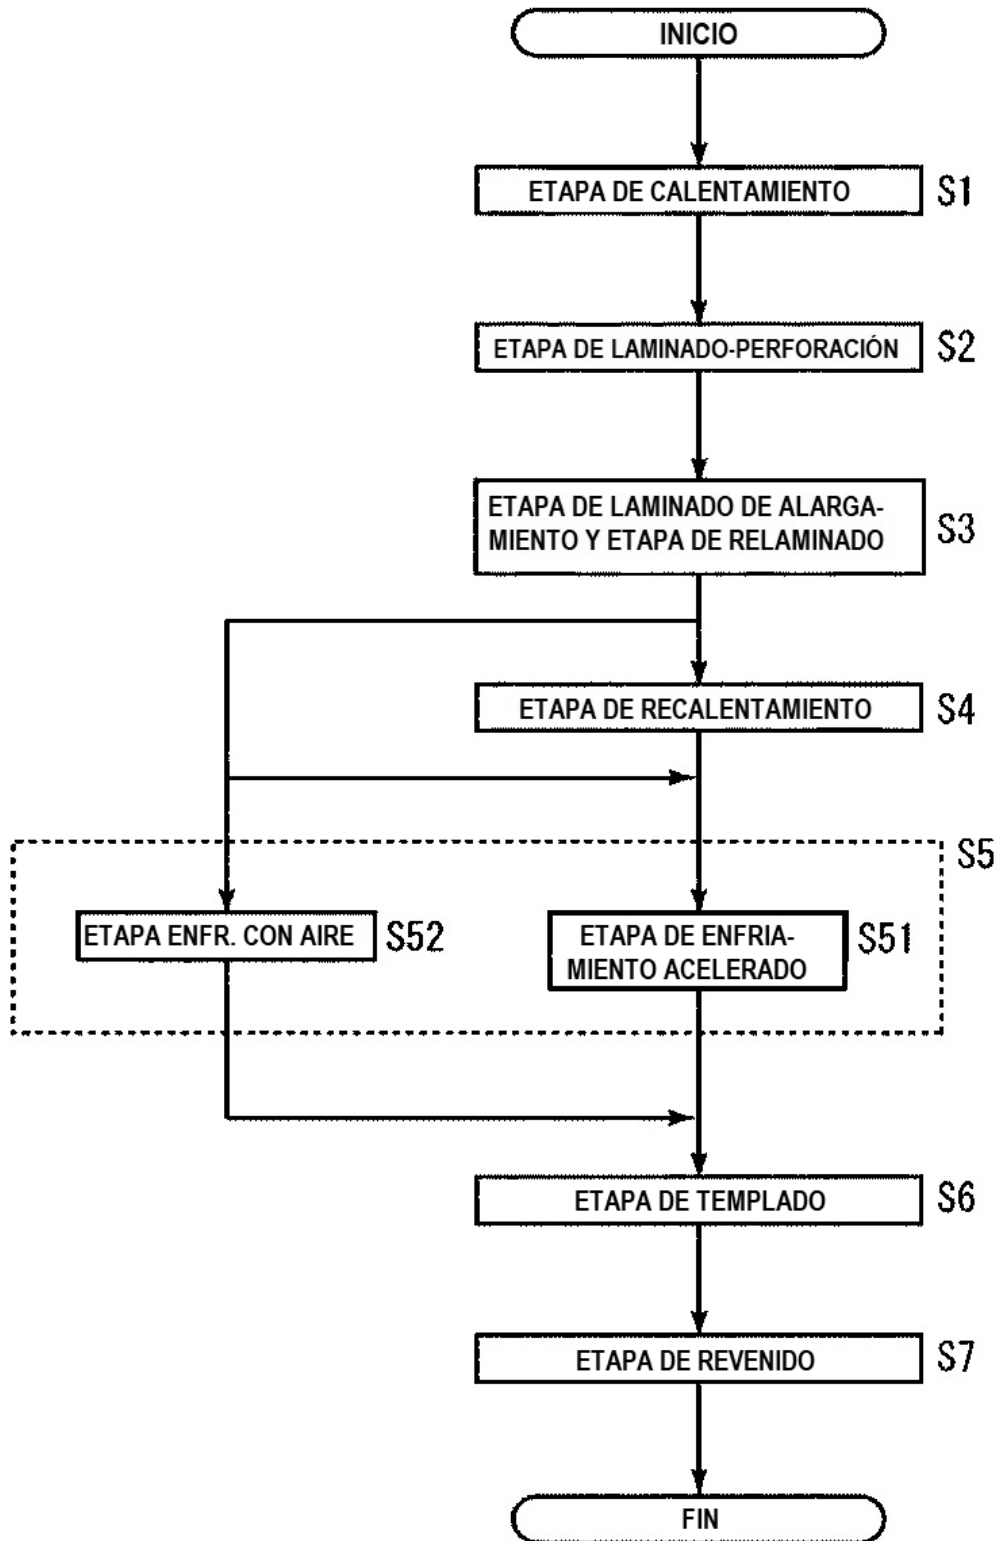 INICIO
ETAPA DE CALENTAMIENTO
S1
ETAPA DE LAMINADO-PERFORACIÓN
S2
ETAPA DE LAMINADO DE ALARGA-
MIENTO Y ETAPA DE RELAMINADO
S3
ETAPA DE RECALENTAMIENTO
S4
S5
ETAPA ENFR. CON AIRE
S52
ETAPA DE ENFRIA-
MIENTO ACELERADO
S51
ETAPA DE TEMPLADO
S6
ETAPA DE REVENIDO
S7
FIN